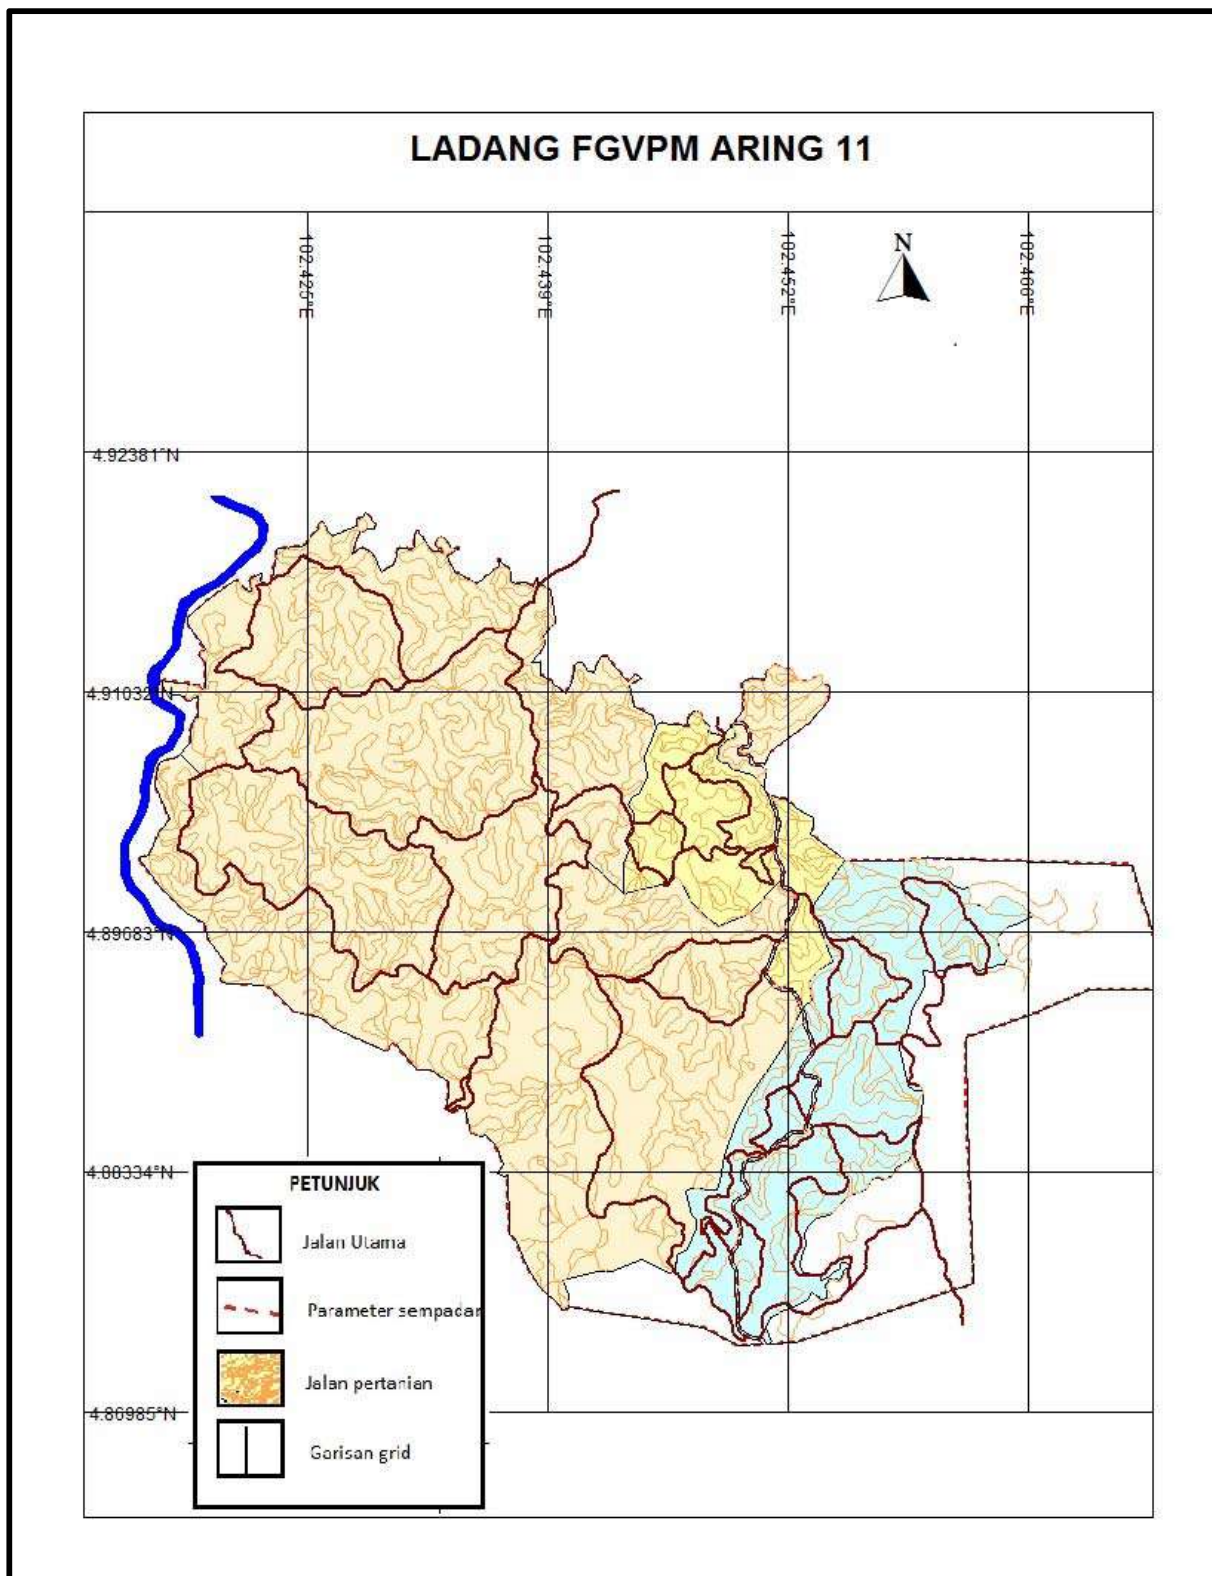 LADANG FGVPM ARING 11
102.425°E
102.439°E
102.452°E
102.466°E
N
4.92381°N
4.91032°N
4.89683°N
4.88334°N
4.86985°N
PETUNJUK
Jalan Utama
Parameter sempadan
Jalan pertanian
Garisan grid